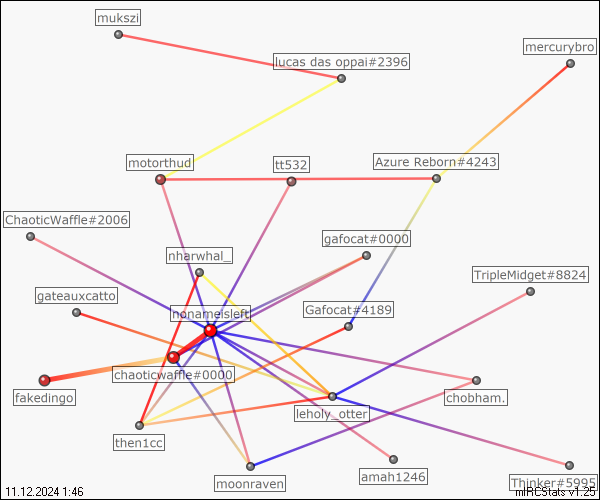 mukszi
mercurybro
lucas das oppai#2396
motorthud
tt532
Azure Reborn#4243
ChaoticWaffle#2006
gafocat#0000
nharwhal_
TripleMidget#8824
gateauxcatto
nonameisleft
Gafocat#4189
chaoticwaffle#0000
fakedingo
chobham.
leholy_otter
then1cc
amah1246
moonraven
Thinker#5995
11.12.2024 1:46
mIRCStats v1.25